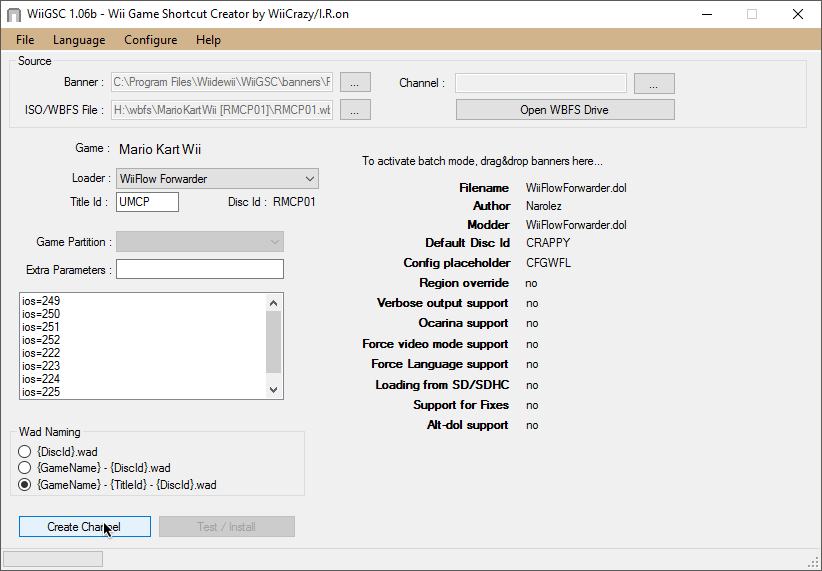 WiiGSC 1.06b - Wii Game Shortcut Creator by WiiCrazy/I.R.on
File Language Configure Help
Source
Banner : C:\Program Files\Wiidewii\WiiGSC\banners\F ... Channel : ...
ISO/WBFS File : H:\wbfs\MarioKartWii [RMCP01]\RMCP01.wb ... Open WBFS Drive
Game : Mario Kart Wii
To activate batch mode, drag&drop banners here...
Loader : WiiFlow Forwarder
Title Id : UMCP Disc Id : RMCP01
Game Partition :
Extra Parameters :
ios=249
ios=250
ios=251
ios=252
ios=222
ios=223
ios=224
ios=225
Filename WiiFlowForwarder.dol
Author Narolez
Modder WiiFlowForwarder.dol
Default Disc Id CRAPPY
Config placeholder CFGWFL
Region override no
Verbose output support no
Ocarina support no
Force video mode support no
Force Language support no
Loading from SD/SDHC no
Support for Fixes no
Alt-dol support no
Wad Naming
{DiscId}.wad
{GameName} - {DiscId}.wad
{GameName} - {TitleId} - {DiscId}.wad
Create Channel Test / Install